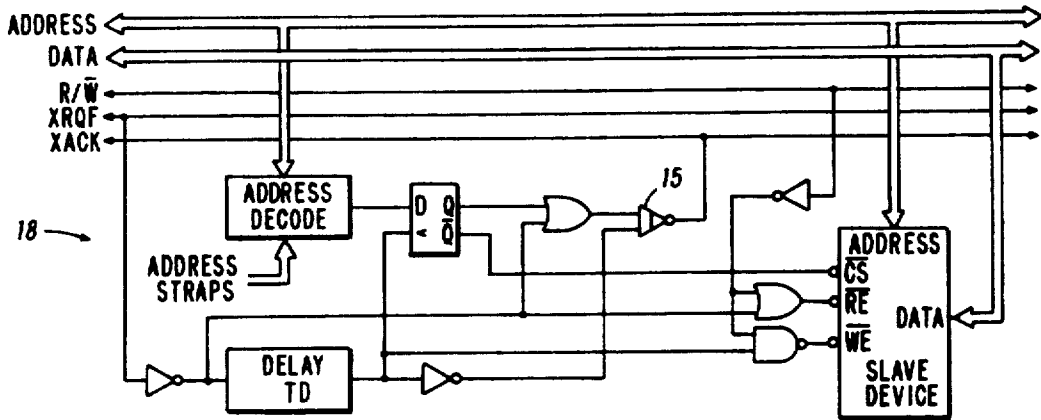 ADDRESS
DATA
R/W̅
XRQF
XACK
18
ADDRESS
DECODE
ADDRESS
STRAPS
D Q
Q̅
15
DELAY
TD
ADDRESS
C̅S̅
R̅E̅
DATA
W̅E̅
SLAVE
DEVICE